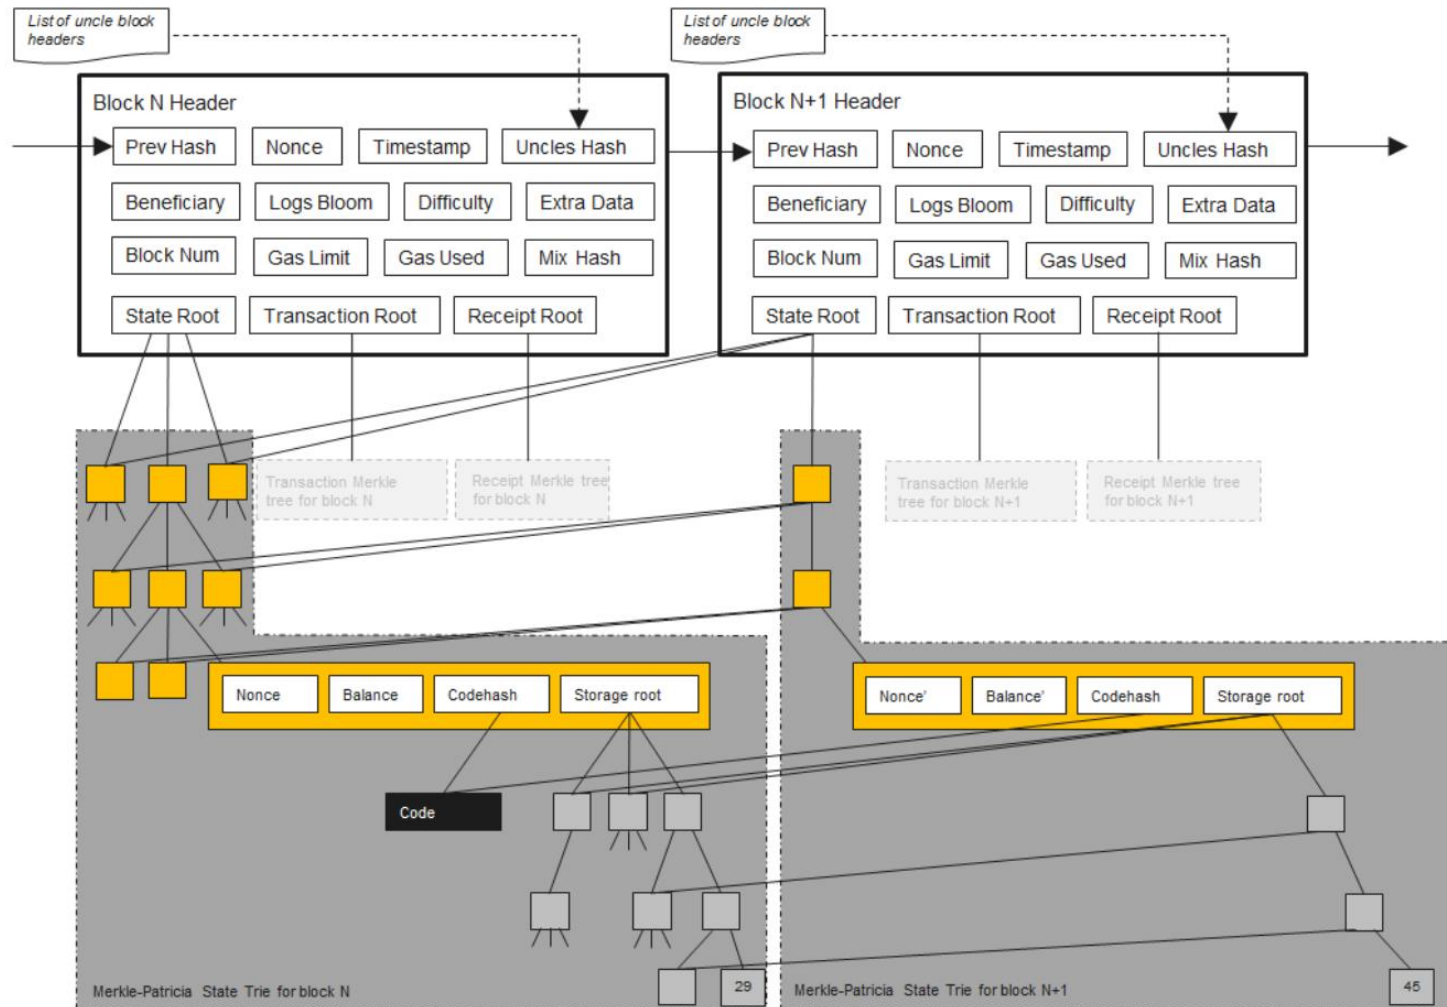 List of uncle block
headers
List of uncle block
headers
Block N Header
Prev Hash
Nonce
Timestamp
Uncles Hash
Beneficiary
Logs Bloom
Difficulty
Extra Data
Block Num
Gas Limit
Gas Used
Mix Hash
State Root
Transaction Root
Receipt Root
Block N+1 Header
Prev Hash
Nonce
Timestamp
Uncles Hash
Beneficiary
Logs Bloom
Difficulty
Extra Data
Block Num
Gas Limit
Gas Used
Mix Hash
State Root
Transaction Root
Receipt Root
Transaction Merkle
tree for block N
Receipt Merkle tree
for block N
Transaction Merkle
tree for block N+1
Receipt Merkle tree
for block N+1
Nonce
Balance
Codehash
Storage root
Nonce'
Balance'
Codehash
Storage root
Code
29
45
Merkle-Patricia State Trie for block N
Merkle-Patricia State Trie for block N+1